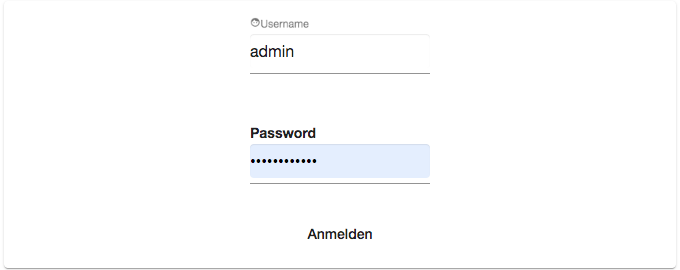 Username
admin
Password
••••••••••••
Anmelden